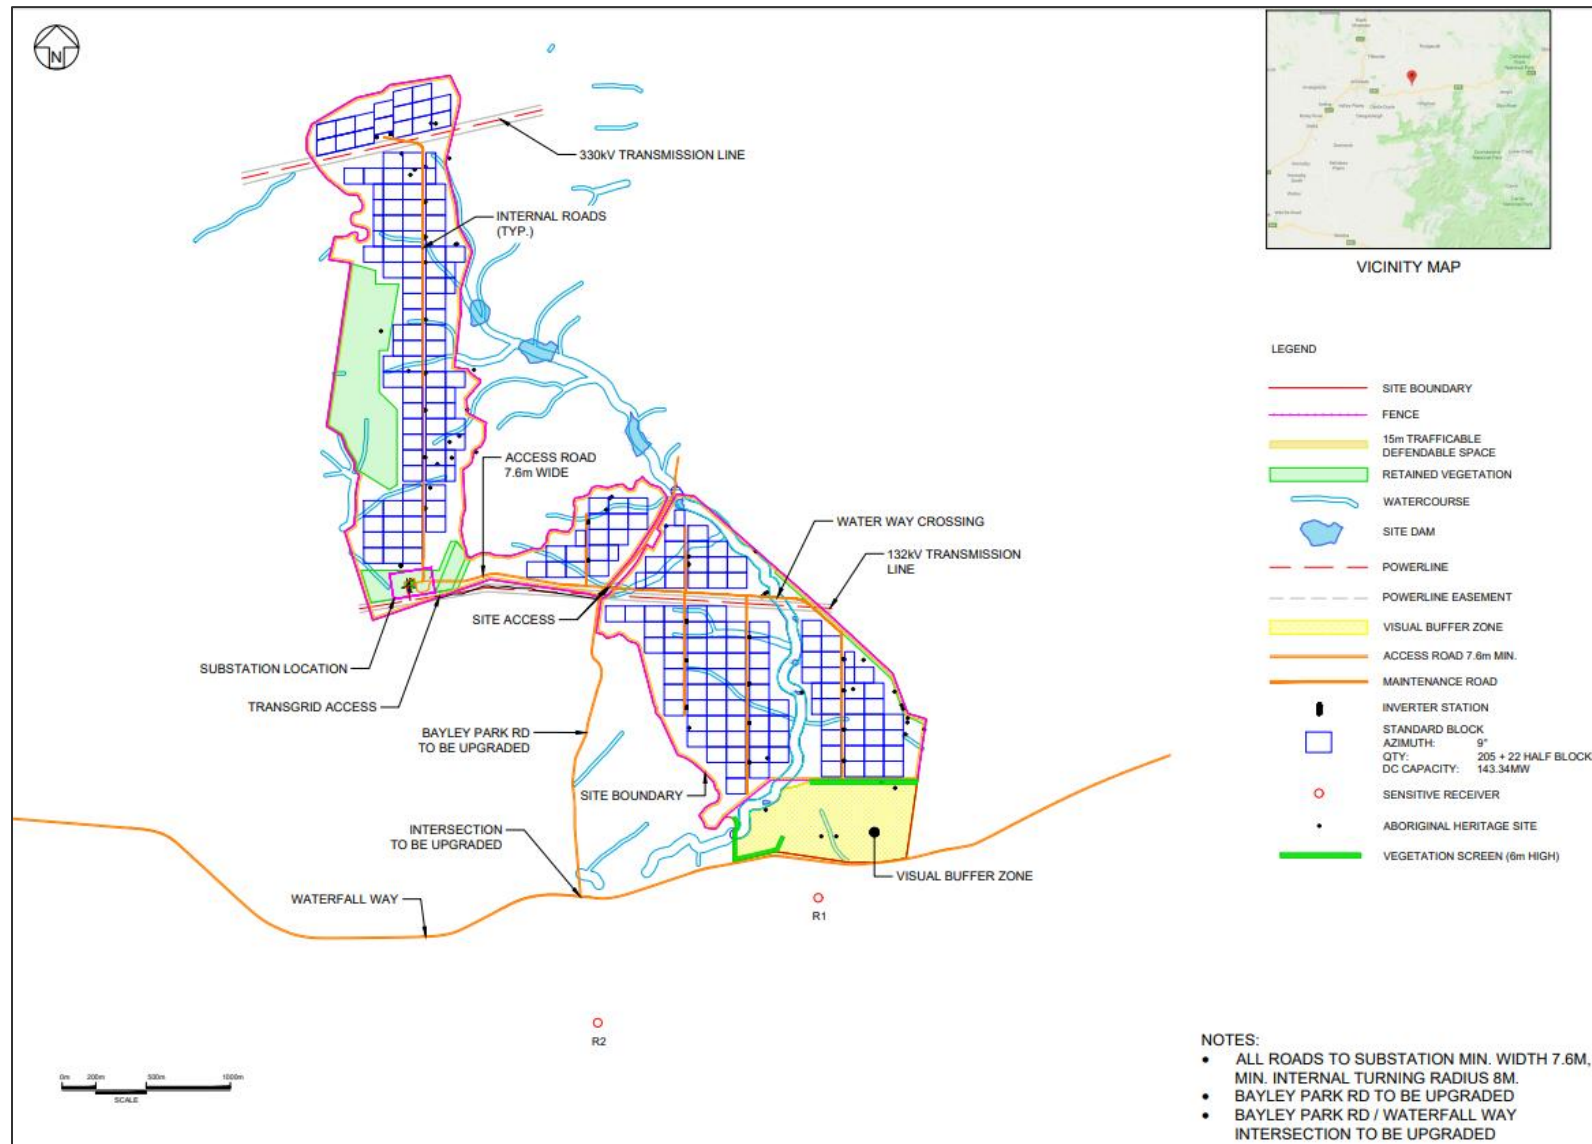 N
330kV TRANSMISSION LINE
INTERNAL ROADS
(TYP.)
ACCESS ROAD
7.6m WIDE
WATER WAY CROSSING
132kV TRANSMISSION
LINE
SITE ACCESS
SUBSTATION LOCATION
TRANSGRID ACCESS
BAYLEY PARK RD
TO BE UPGRADED
SITE BOUNDARY
INTERSECTION
TO BE UPGRADED
VISUAL BUFFER ZONE
WATERFALL WAY
R1
R2
0m 200m 500m 1000m
SCALE
VICINITY MAP
LEGEND
SITE BOUNDARY
FENCE
15m TRAFFICABLE
DEFENDABLE SPACE
RETAINED VEGETATION
WATERCOURSE
SITE DAM
POWERLINE
POWERLINE EASEMENT
VISUAL BUFFER ZONE
ACCESS ROAD 7.6m MIN.
MAINTENANCE ROAD
INVERTER STATION
STANDARD BLOCK
AZIMUTH: 9°
QTY: 205 + 22 HALF BLOCK
DC CAPACITY: 143.34MW
SENSITIVE RECEIVER
ABORIGINAL HERITAGE SITE
VEGETATION SCREEN (6m HIGH)
NOTES:
• ALL ROADS TO SUBSTATION MIN. WIDTH 7.6M,
MIN. INTERNAL TURNING RADIUS 8M.
• BAYLEY PARK RD TO BE UPGRADED
• BAYLEY PARK RD / WATERFALL WAY
INTERSECTION TO BE UPGRADED